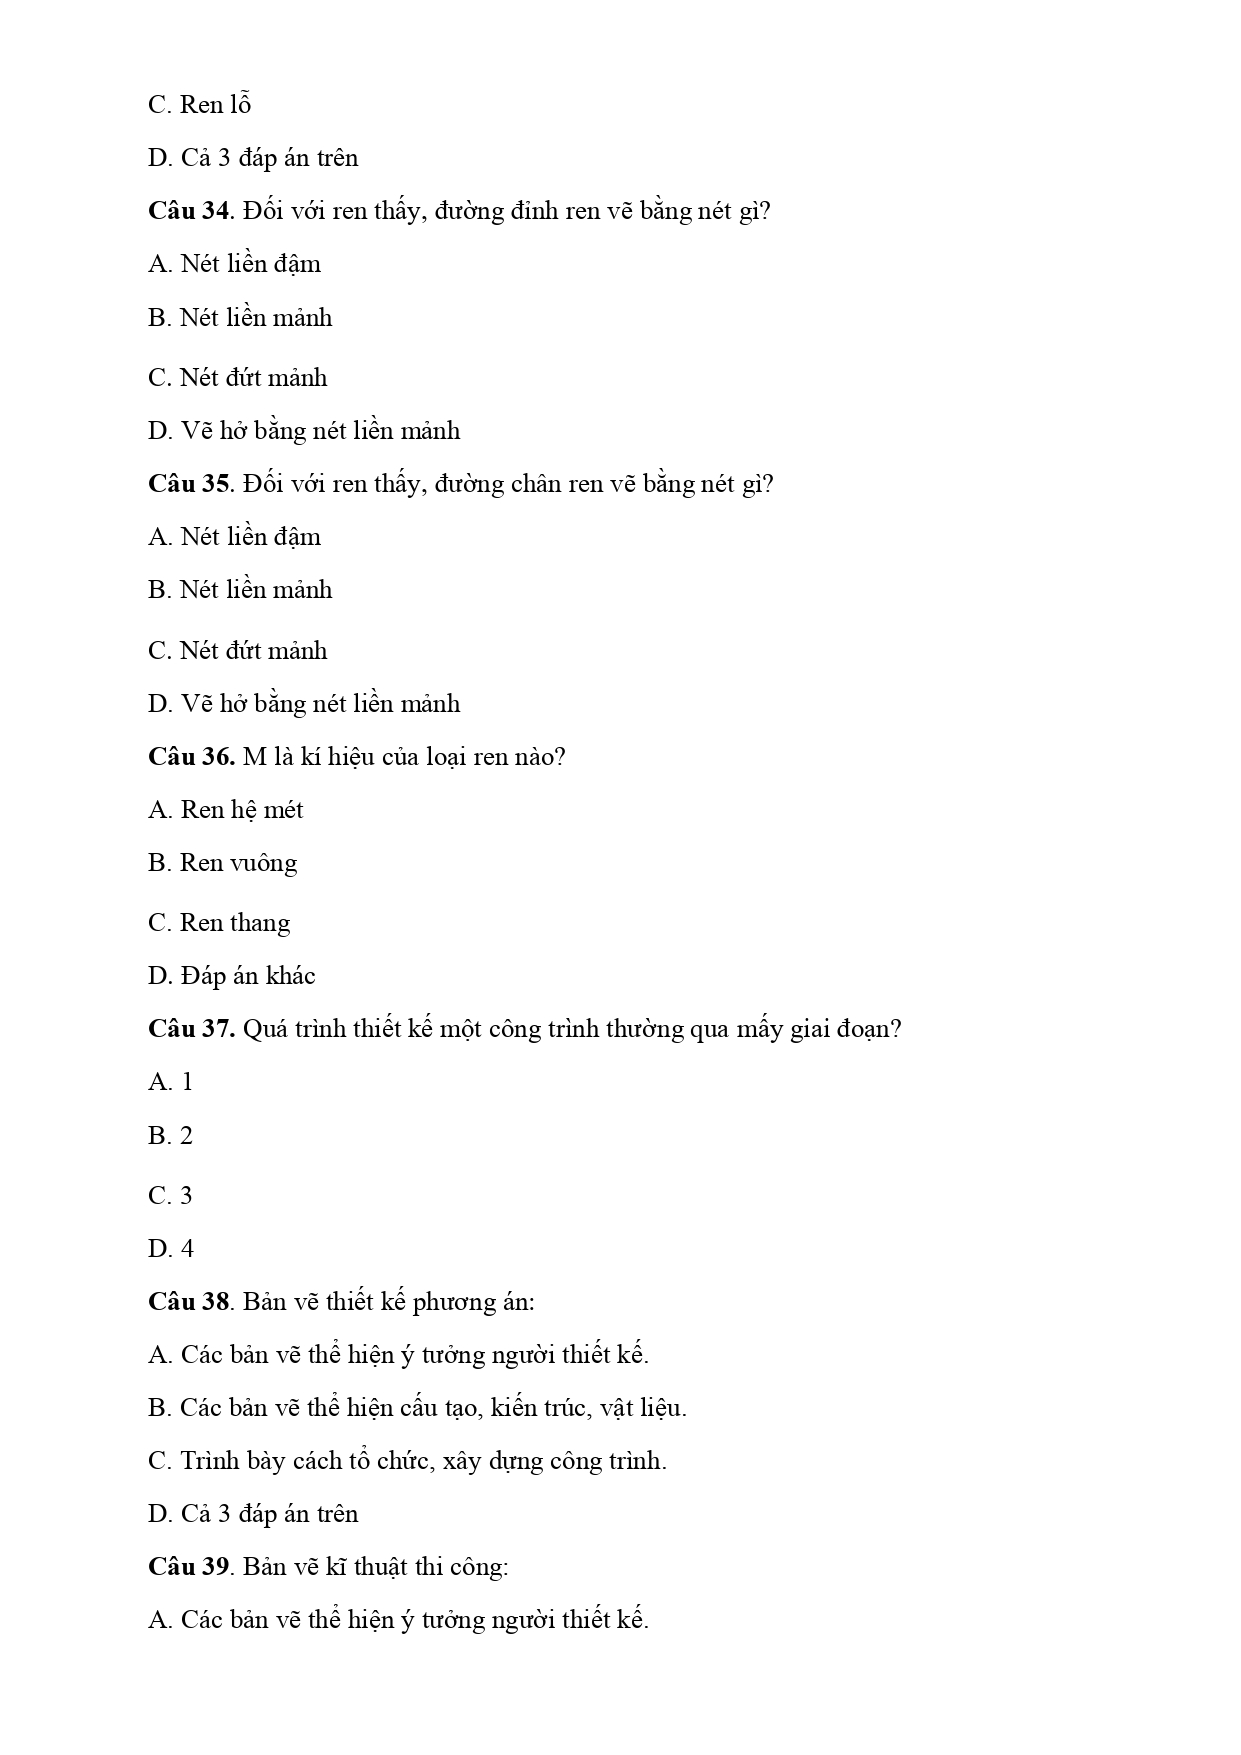 C. Ren lỗ
D. Cả 3 đáp án trên
Câu 34. Đối với ren thấy, đường đỉnh ren vẽ bằng nét gì?
A. Nét liền đậm
B. Nét liền mảnh
C. Nét đứt mảnh
D. Vẽ hở bằng nét liền mảnh
Câu 35. Đối với ren thấy, đường chân ren vẽ bằng nét gì?
A. Nét liền đậm
B. Nét liền mảnh
C. Nét đứt mảnh
D. Vẽ hở bằng nét liền mảnh
Câu 36. M là kí hiệu của loại ren nào?
A. Ren hệ mét
B. Ren vuông
C. Ren thang
D. Đáp án khác
Câu 37. Quá trình thiết kế một công trình thường qua mấy giai đoạn?
A. 1
B. 2
C. 3
D. 4
Câu 38. Bản vẽ thiết kế phương án:
A. Các bản vẽ thể hiện ý tưởng người thiết kế.
B. Các bản vẽ thể hiện cấu tạo, kiến trúc, vật liệu.
C. Trình bày cách tổ chức, xây dựng công trình.
D. Cả 3 đáp án trên
Câu 39. Bản vẽ kĩ thuật thi công:
A. Các bản vẽ thể hiện ý tưởng người thiết kế.